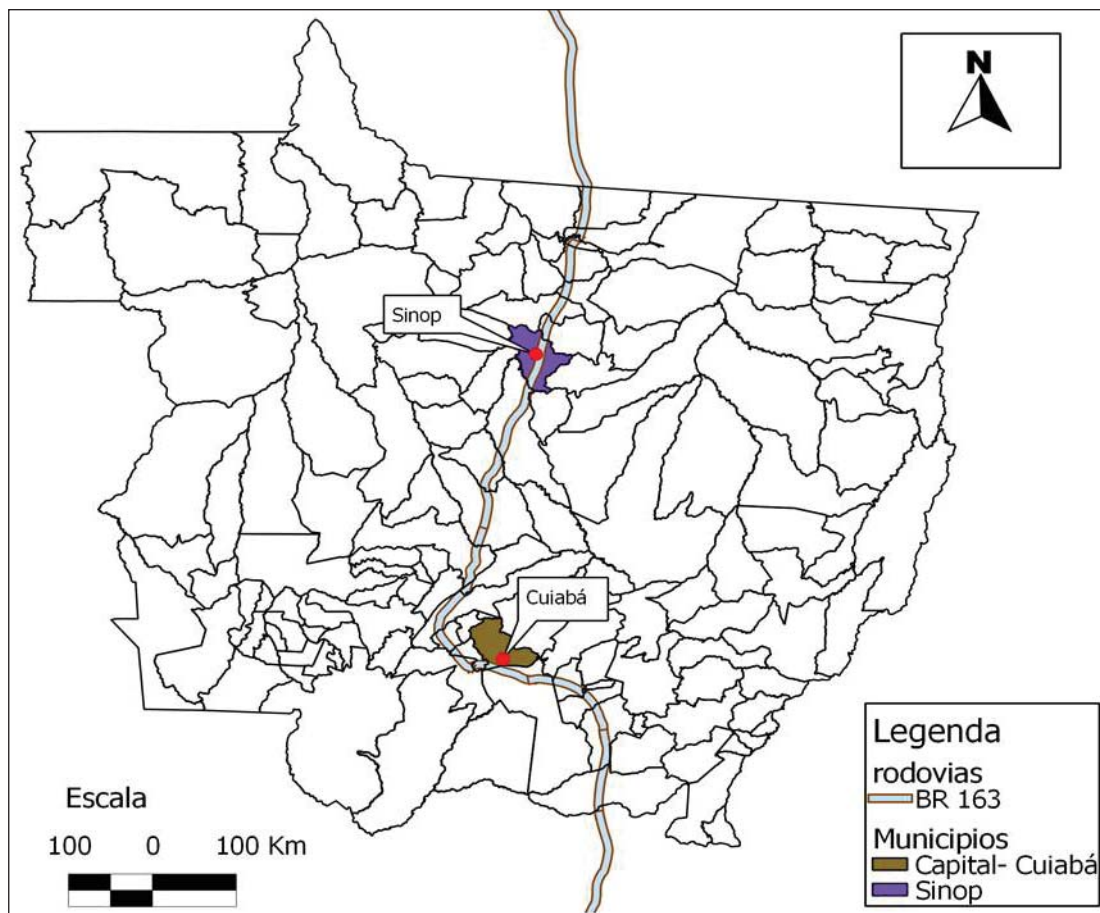 N
Sinop
Cuiabá
Escala
100 0 100 Km
Legenda
rodovias
BR 163
Municipios
Capital- Cuiabá
Sinop